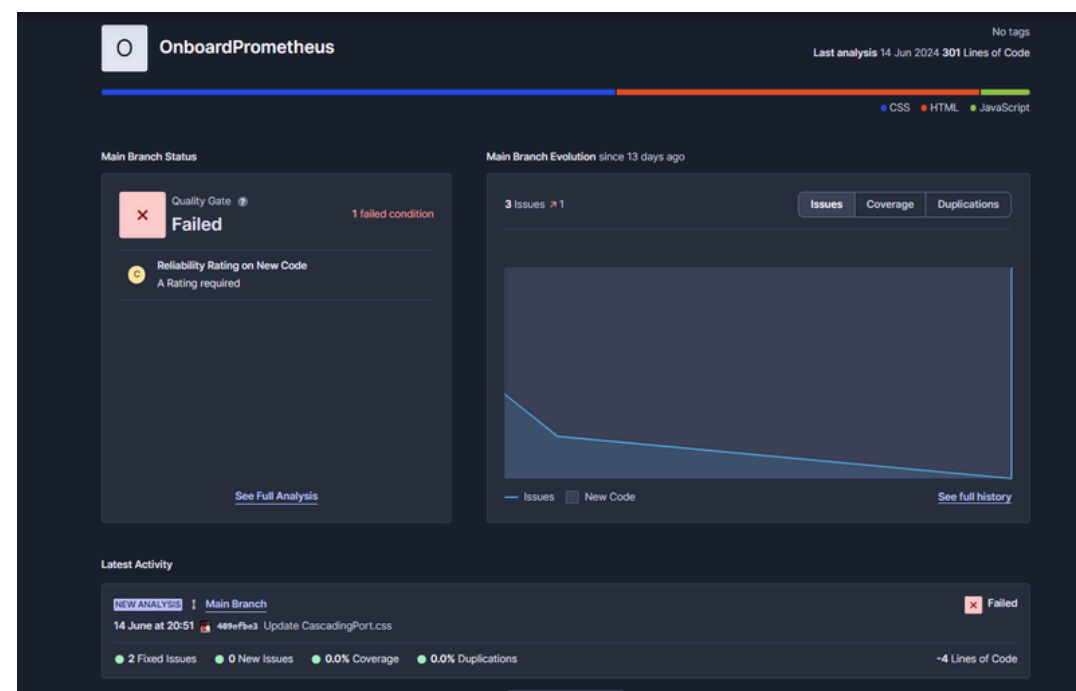 O OnboardPrometheus
No tags
Last analysis 14 Jun 2024 301 Lines of Code
CSS HTML JavaScript
Main Branch Status
Quality Gate ?
Failed
1 failed condition
C
Reliability Rating on New Code
A Rating required
See Full Analysis
Main Branch Evolution since 13 days ago
3 Issues 1
Issues Coverage Duplications
Issues New Code
See full history
Latest Activity
NEW ANALYSIS Main Branch
Failed
14 June at 20:51 409efbe3 Update CascadingPort.css
2 Fixed Issues 0 New Issues 0.0% Coverage 0.0% Duplications
-4 Lines of Code